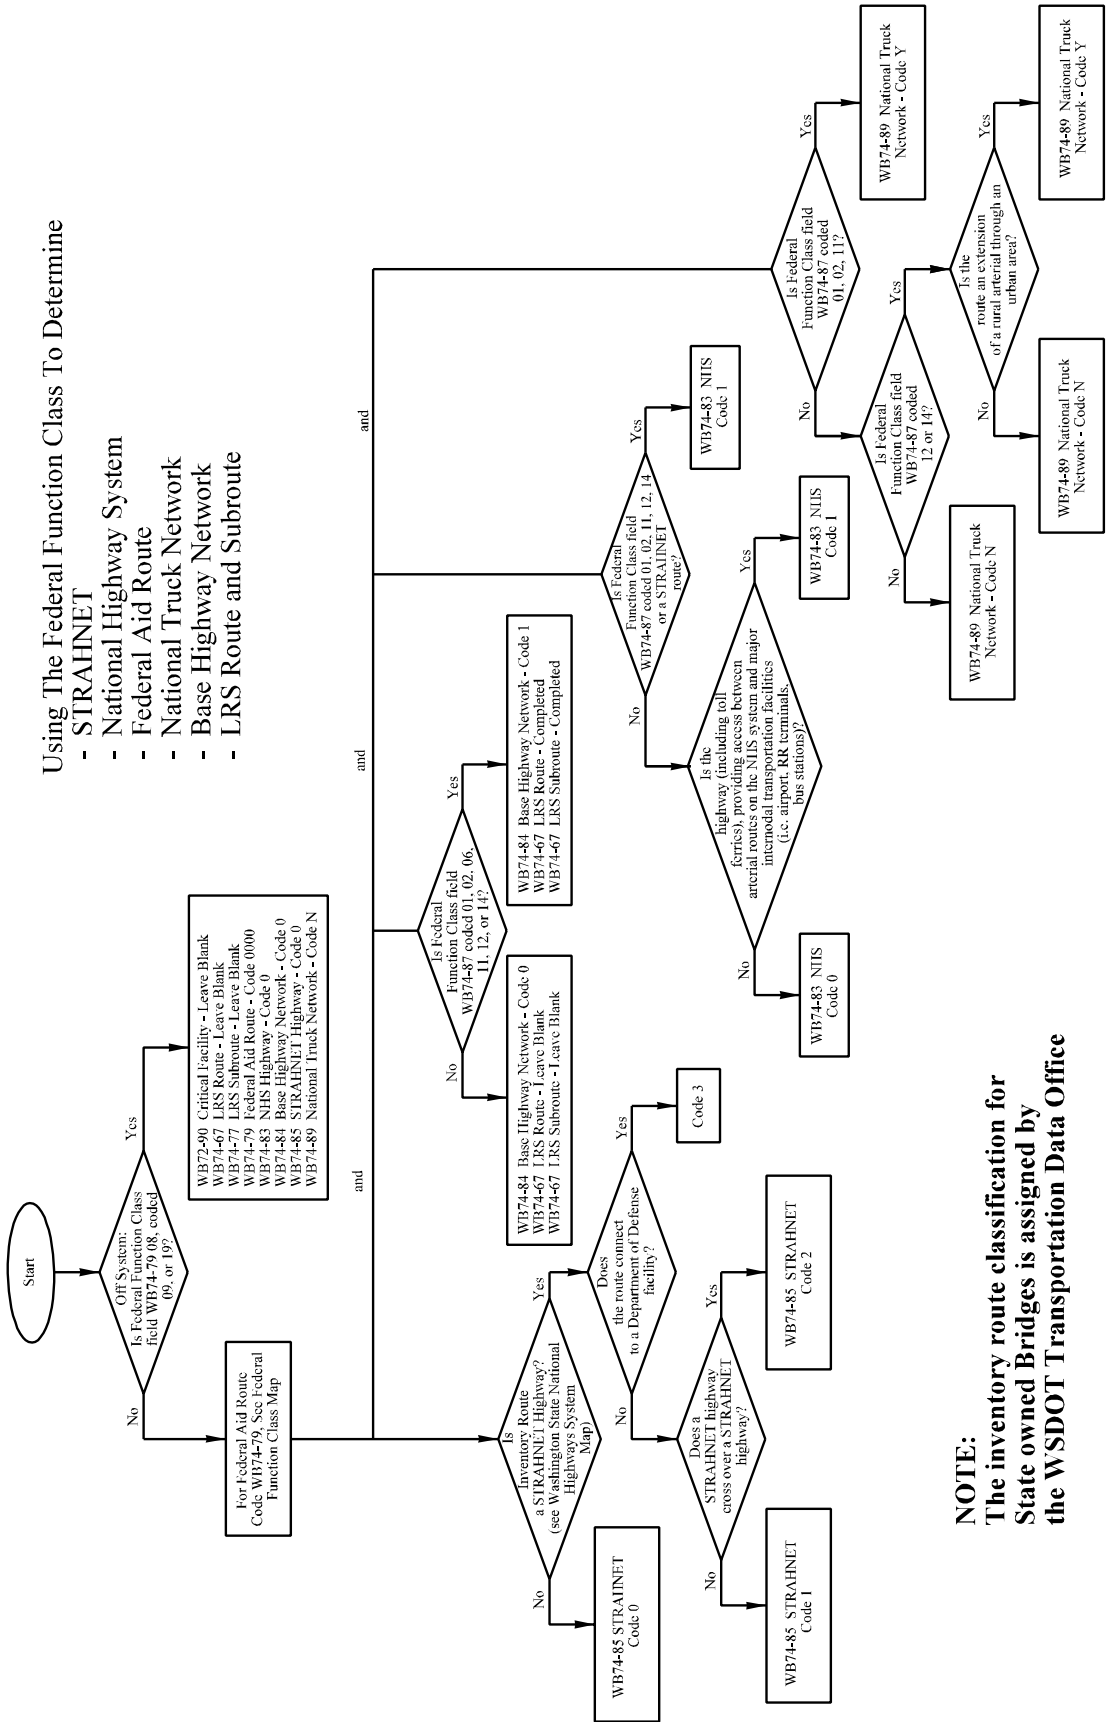 Using The Federal Function Class To Determine
- STRAHNET
- National Highway System
- Federal Aid Route
- National Truck Network
- Base Highway Network
- LRS Route and Subroute
Start
Off System:
Is Federal Function Class
field WB74-79 08, coded
09, or 19?
Yes
No
WB72-90 Critical Facility - Leave Blank
WB74-67 LRS Route - Leave Blank
WB74-77 LRS Subroute - Leave Blank
WB74-79 Federal Aid Route - Code 0000
WB74-83 NHS Highway - Code 0
WB74-84 Base Highway Network - Code 0
WB74-85 STRAHNET Highway - Code 0
WB74-89 National Truck Network - Code N
For Federal Aid Route
Code WB74-79, See Federal
Function Class Map
and
and
and
Is
Inventory Route
a STRAHNET Highway?
(see Washington State National
Highways System
Map)
No
Yes
WB74-85 STRAHNET
Code 0
Does
the route connect
to a Department of Defense
facility?
No
Yes
Code 3
Does a
STRAHNET highway
cross over a STRAHNET
highway?
No
Yes
WB74-85 STRAHNET
Code 1
WB74-85 STRAHNET
Code 2
Is Federal
Function Class field
WB74-87 coded 01, 02, 06,
11, 12, or 14?
No
Yes
WB74-84 Base Highway Network - Code 0
WB74-67 LRS Route - Leave Blank
WB74-67 LRS Subroute - Leave Blank
WB74-84 Base Highway Network - Code 1
WB74-67 LRS Route - Completed
WB74-67 LRS Subroute - Completed
Is Federal
Function Class field
WB74-87 coded 01, 02, 11, 12, 14
or a STRAHNET
route?
No
Yes
WB74-83 NHS
Code 1
Is the
highway (including toll
ferries), providing access between
arterial routes on the NHS system and major
internodal transportation facilities
(i.e. airport, RR terminals,
bus stations)?
No
Yes
WB74-83 NHS
Code 0
WB74-83 NHS
Code 1
Is Federal
Function Class field
WB74-87 coded
01, 02, 11?
No
Yes
WB74-89 National Truck
Network - Code Y
Is Federal
Function Class field
WB74-87 coded
12 or 14?
No
Yes
WB74-89 National Truck
Network - Code N
Is the
route an extension
of a rural arterial through an
urban area?
No
Yes
WB74-89 National Truck
Network - Code N
WB74-89 National Truck
Network - Code Y
NOTE:
The inventory route classification for
State owned Bridges is assigned by
the WSDOT Transportation Data Office